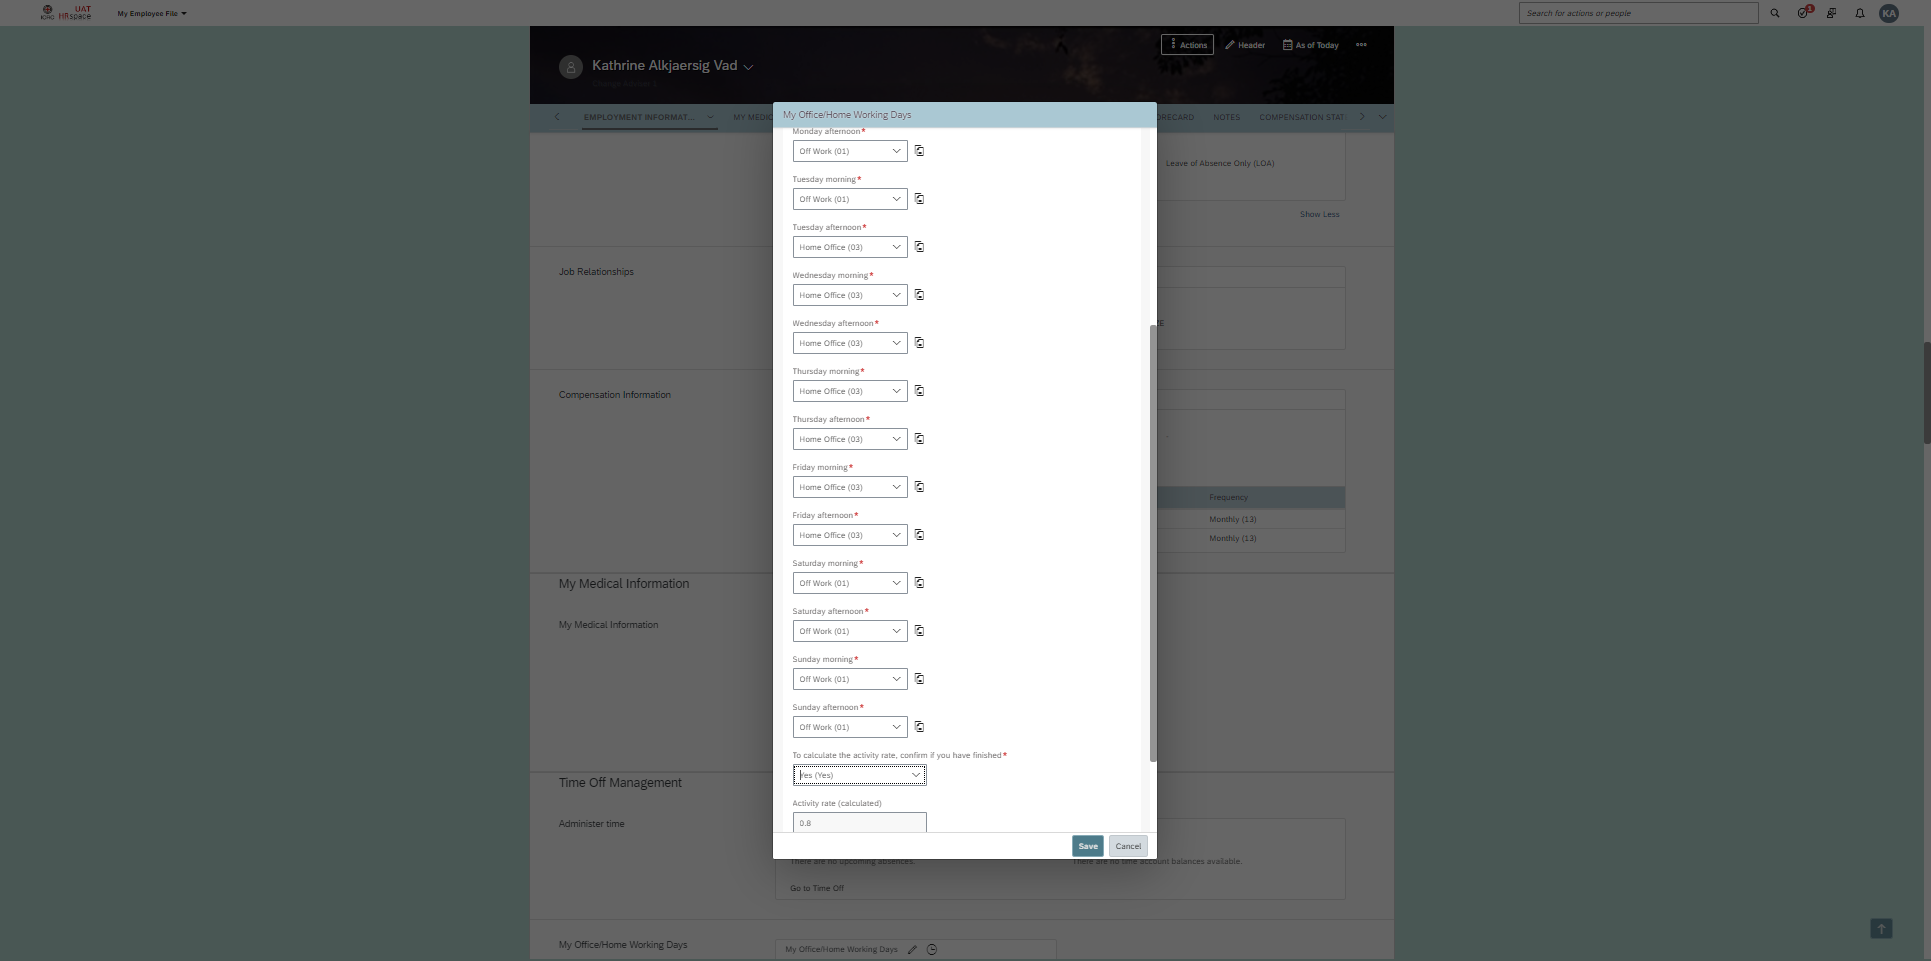 UAT
ICRC HRspace
My Employee File
Search for actions or people
1
KA
Actions
Header
As of Today
Kathrine Alkjaersig Vad
EMPLOYMENT INFORMAT...
MY MEDIC
ORECARD
NOTES
COMPENSATION STAT
My Office/Home Working Days
Monday afternoon*
Off Work (01)
Leave of Absence Only (LOA)
Tuesday morning*
Off Work (01)
Show Less
Tuesday afternoon*
Home Office (03)
Job Relationships
Wednesday morning*
Home Office (03)
Wednesday afternoon*
Home Office (03)
Thursday morning*
Home Office (03)
Compensation Information
Thursday afternoon*
Home Office (03)
Friday morning*
Home Office (03)
Frequency
Monthly (13)
Monthly (13)
Friday afternoon*
Home Office (03)
Saturday morning*
Off Work (01)
My Medical Information
My Medical Information
Saturday afternoon*
Off Work (01)
Sunday morning*
Off Work (01)
Sunday afternoon*
Off Work (01)
To calculate the activity rate, confirm if you have finished*
Yes (Yes)
Time Off Management
Activity rate (calculated)
0.8
Administer time
Save
Cancel
There are no upcoming absences.
There are no time account balances available.
Go to Time Off
My Office/Home Working Days
My Office/Home Working Days